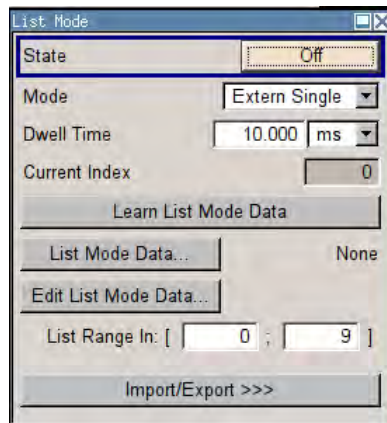 List Mode
State Off
Mode Extern Single
Dwell Time 10.000 ms
Current Index 0
Learn List Mode Data
List Mode Data... None
Edit List Mode Data...
List Range In: [ 0 ; 9 ]
Import/Export >>>